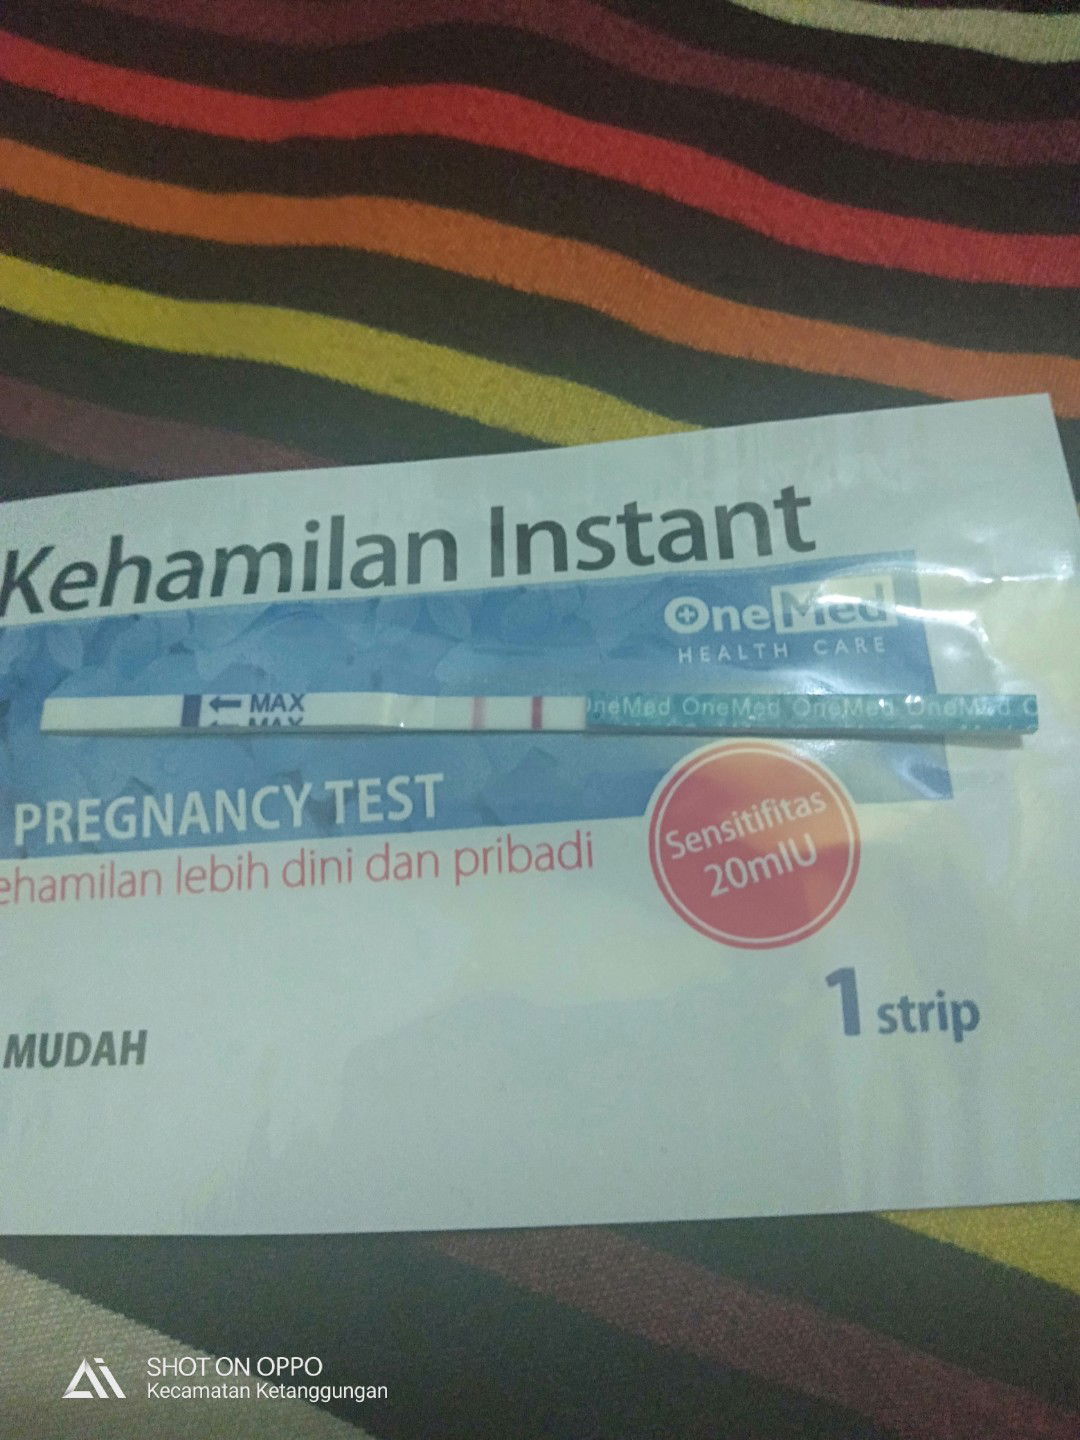 Kehamilan Instant
OneMed
HEALTH CARE
← MAX
MAX
OneMed OneMed OneMed
PREGNANCY TEST
ehamilan lebih dini dan pribadi
Sensitifitas
20mIU
1 strip
MUDAH
SHOT ON OPPO
Kecamatan Ketanggungan